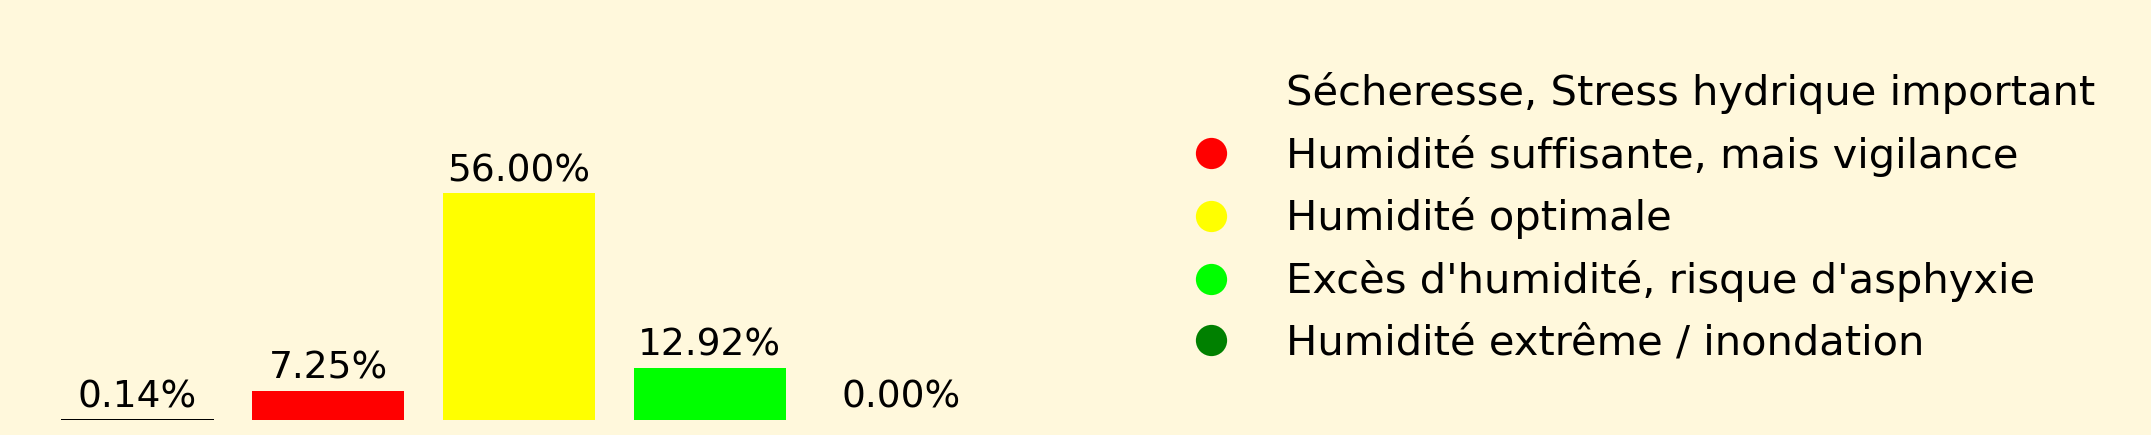 0.14%
7.25%
56.00%
12.92%
0.00%
Sécheresse, Stress hydrique important
Humidité suffisante, mais vigilance
Humidité optimale
Excès d'humidité, risque d'asphyxie
Humidité extrême / inondation